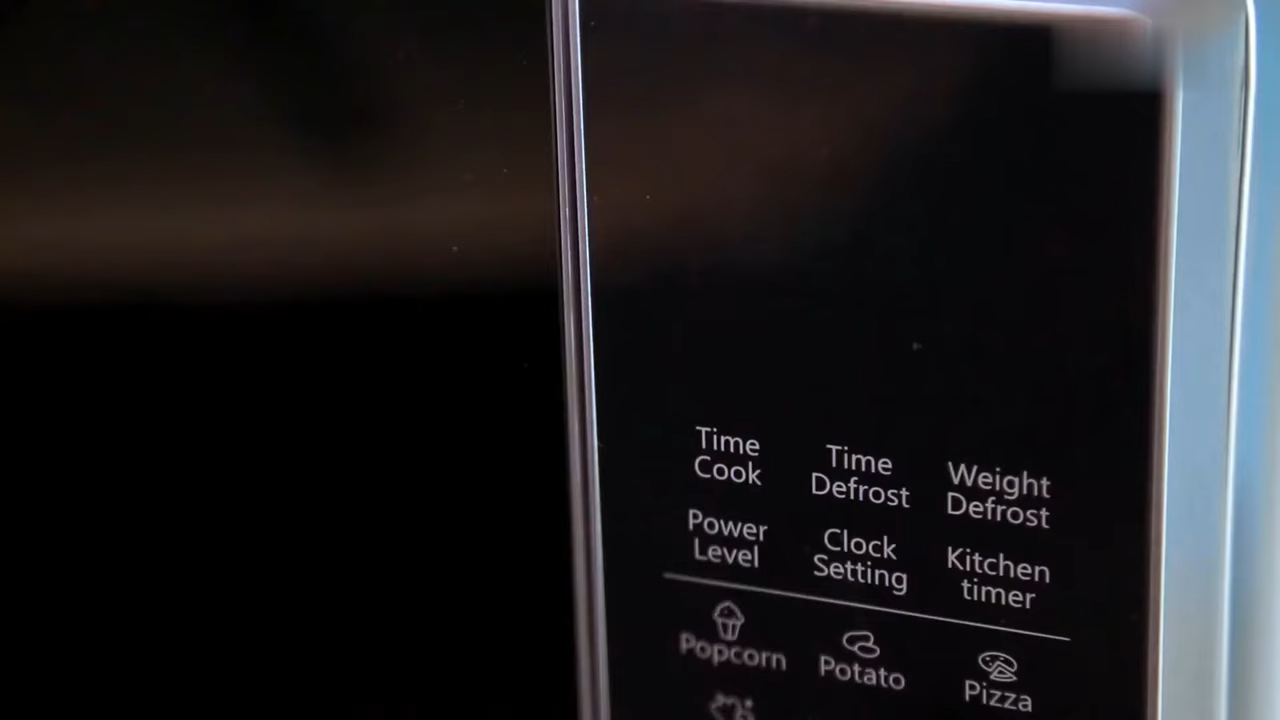 Time
Cook
Time
Defrost
Weight
Defrost
Power
Level
Clock
Setting
Kitchen
timer
Popcorn
Potato
Pizza